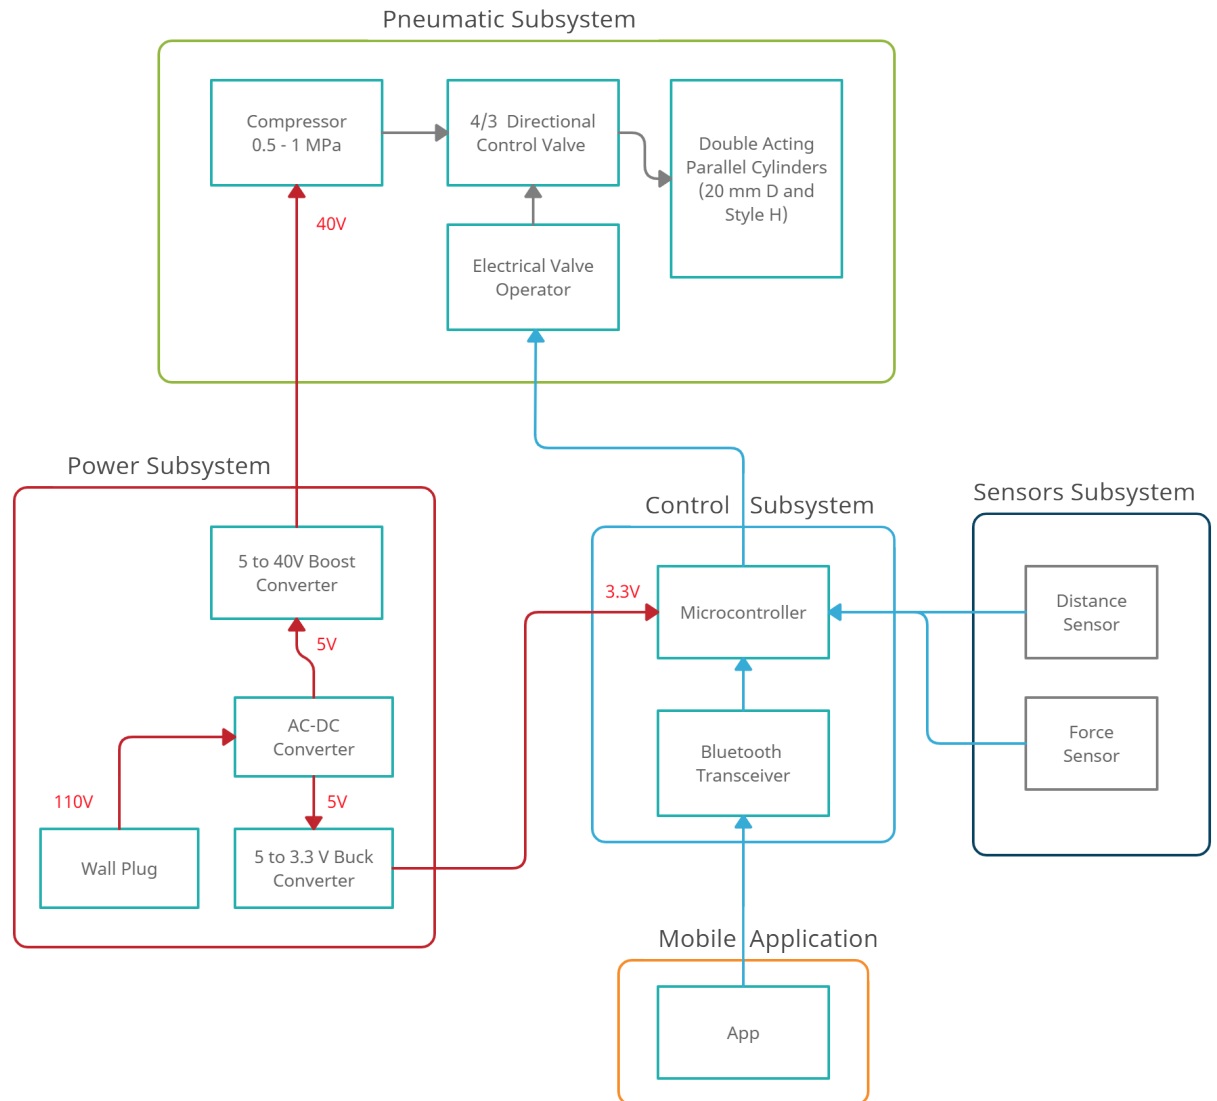 Pneumatic Subsystem
Compressor
0.5 - 1 MPa
4/3 Directional
Control Valve
Double Acting
Parallel Cylinders
(20 mm D and
Style H)
40V
Electrical Valve
Operator
Power Subsystem
5 to 40V Boost
Converter
5V
AC-DC
Converter
110V
5V
Wall Plug
5 to 3.3 V Buck
Converter
Control Subsystem
3.3V
Microcontroller
Bluetooth
Transceiver
Sensors Subsystem
Distance
Sensor
Force
Sensor
Mobile Application
App